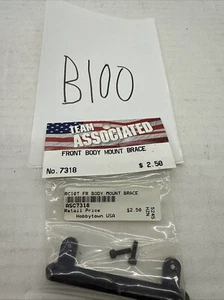 B100
TEAM
ASSOCIATED
FRONT BODY MOUNT BRACE
No. 7318 $ 2.50
RC10T FR BODY MOUNT BRACE
ASC7318
Retail Price $2.50
Hobbytown USA